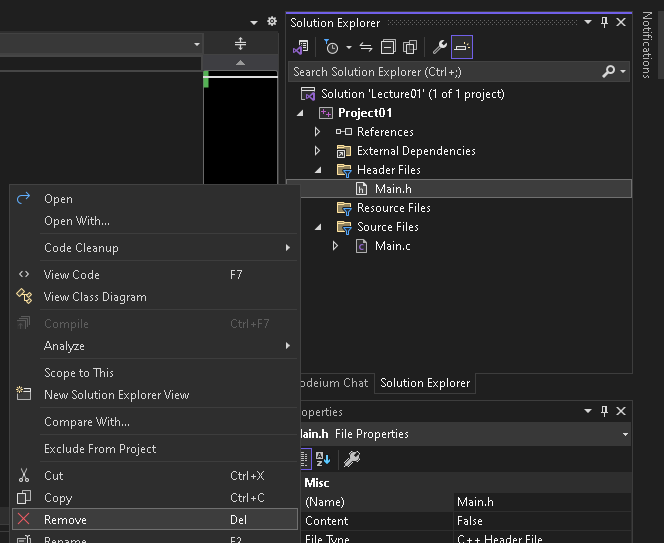 Solution Explorer
Notifications
Search Solution Explorer (Ctrl+;)
Solution 'Lecture01' (1 of 1 project)
Project01
References
External Dependencies
Header Files
Main.h
Resource Files
Source Files
Main.c
Open
Open With...
Code Cleanup
View Code F7
View Class Diagram
Compile Ctrl+F7
Analyze
Scope to This
New Solution Explorer View
Compare With...
Exclude From Project
Cut Ctrl+X
Copy Ctrl+C
Remove Del
Rename F2
odeium Chat Solution Explorer
roperties
Main.h File Properties
Misc
(Name) Main.h
Content False
File Type C++ Header File